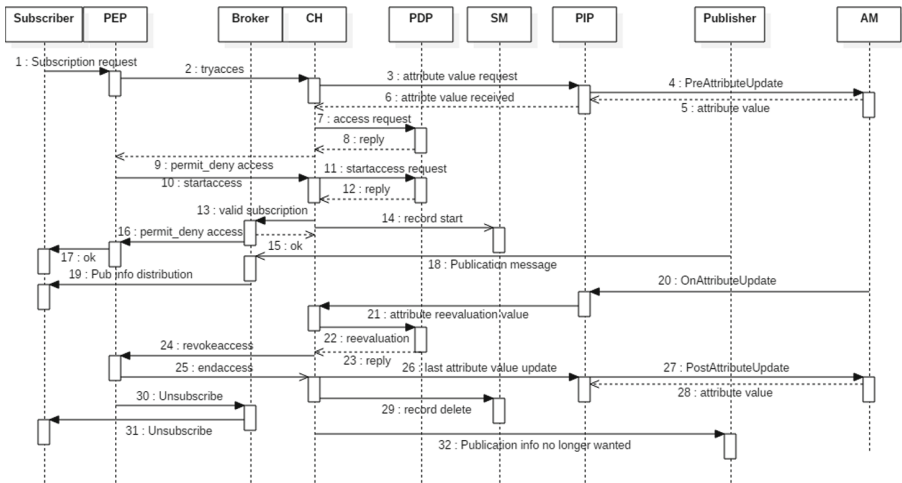 Subscriber PEP Broker CH PDP SM PIP Publisher AM
1 : Subscription request
2 : tryacces
3 : attribute value request
4 : PreAttributeUpdate
5 : attribute value
6 : attribte value received
7 : access request
8 : reply
9 : permit_deny access
10 : startaccess
11 : startaccess request
12 : reply
13 : valid subscription
14 : record start
15 : ok
16 : permit_deny access
17 : ok
18 : Publication message
19 : Pub info distribution
20 : OnAttributeUpdate
21 : attribute reevaluation value
22 : reevaluation
23 : reply
24 : revokeaccess
25 : endaccess
26 : last attribute value update
27 : PostAttributeUpdate
28 : attribute value
29 : record delete
30 : Unsubscribe
31 : Unsubscribe
32 : Publication info no longer wanted